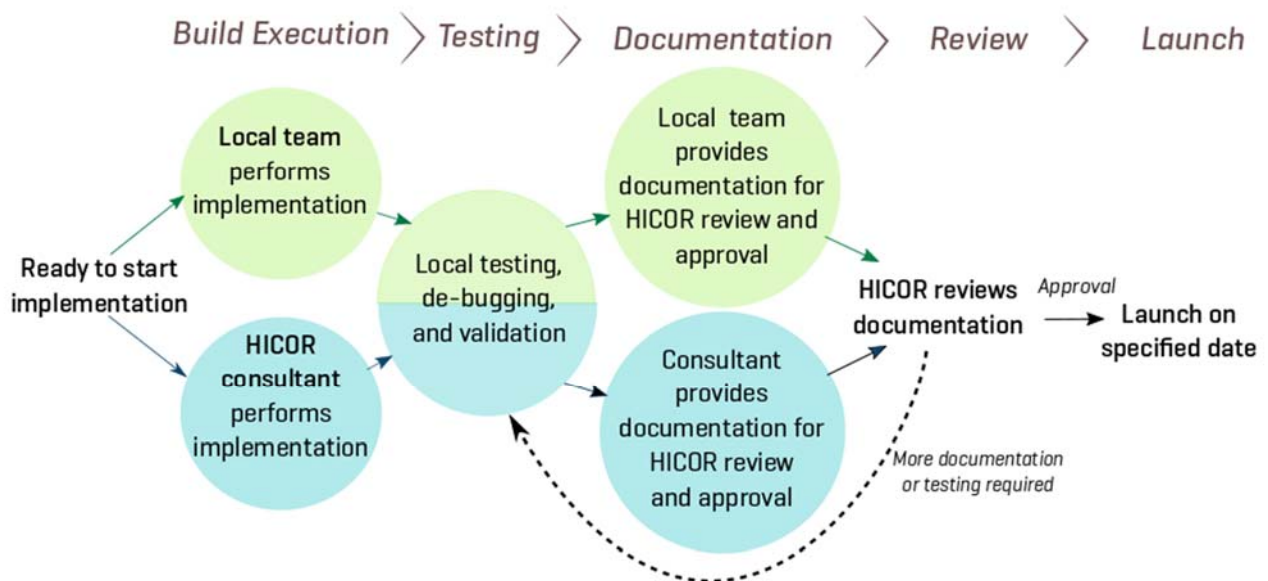 Build Execution
Testing
Documentation
Review
Launch
Local team
performs
implementation
Local team
provides
documentation for
HICOR review and
approval
Ready to start
implementation
Local testing,
de-bugging,
and validation
HICOR reviews
documentation
Approval
Launch on
specified date
HICOR
consultant
performs
implementation
Consultant
provides
documentation for
HICOR review
and approval
More documentation
or testing required